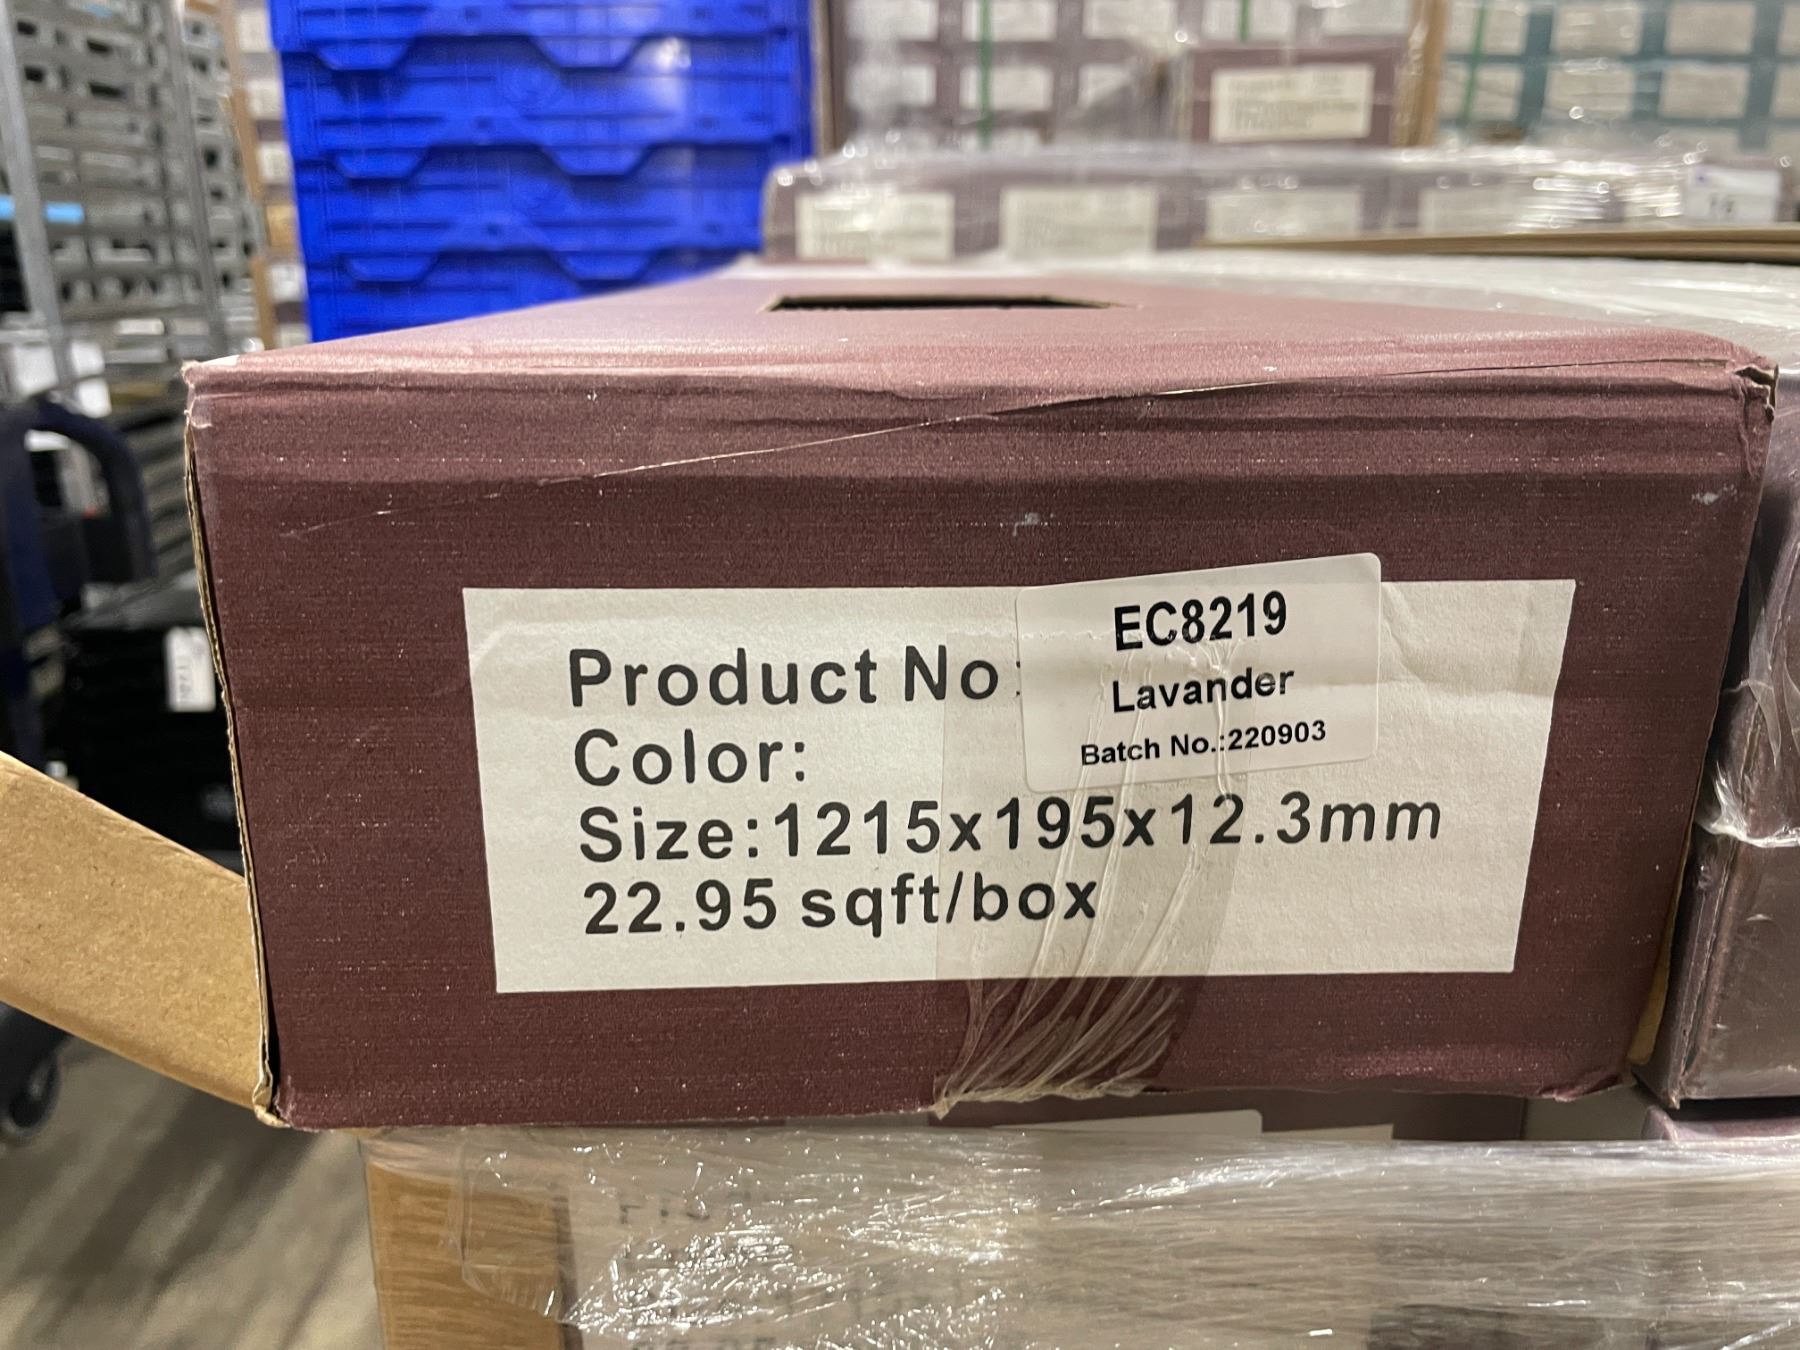 EC8219
Product No:
Lavander
Color:
Batch No.:220903
Size:1215x195x12.3mm
22.95 sqft/box